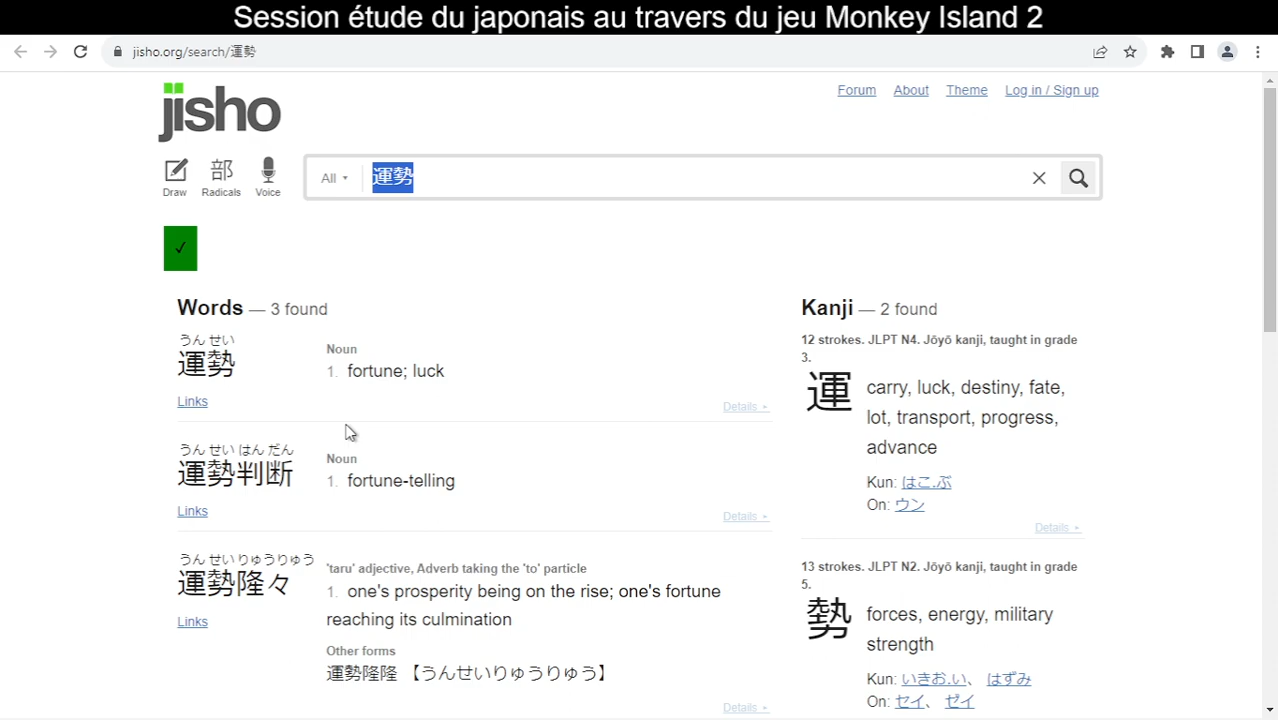 Session étude du japonais au travers du jeu Monkey Island 2
jisho.org/search/運勢
Forum About Theme Log in / Sign up
jisho
Draw
部 Radicals
Voice
All 運勢
✓
Words — 3 found
うん せい
運勢
Noun
1. fortune; luck
Links
Details ▸
うん せい はん だん
運勢判断
Noun
1. fortune-telling
Links
Details ▸
うん せい りゅうりゅう
運勢隆々
'taru' adjective, Adverb taking the 'to' particle
1. one's prosperity being on the rise; one's fortune
reaching its culmination
Other forms
運勢隆隆 【うんせいりゅうりゅう】
Links
Details ▸
Kanji — 2 found
12 strokes. JLPT N4. Jōyō kanji, taught in grade
3.
運
carry, luck, destiny, fate,
lot, transport, progress,
advance
Kun: はこ.ぶ
On: ウン
Details ▸
13 strokes. JLPT N2. Jōyō kanji, taught in grade
5.
勢
forces, energy, military
strength
Kun: いきお.い、 はずみ
On: セイ、 ゼイ